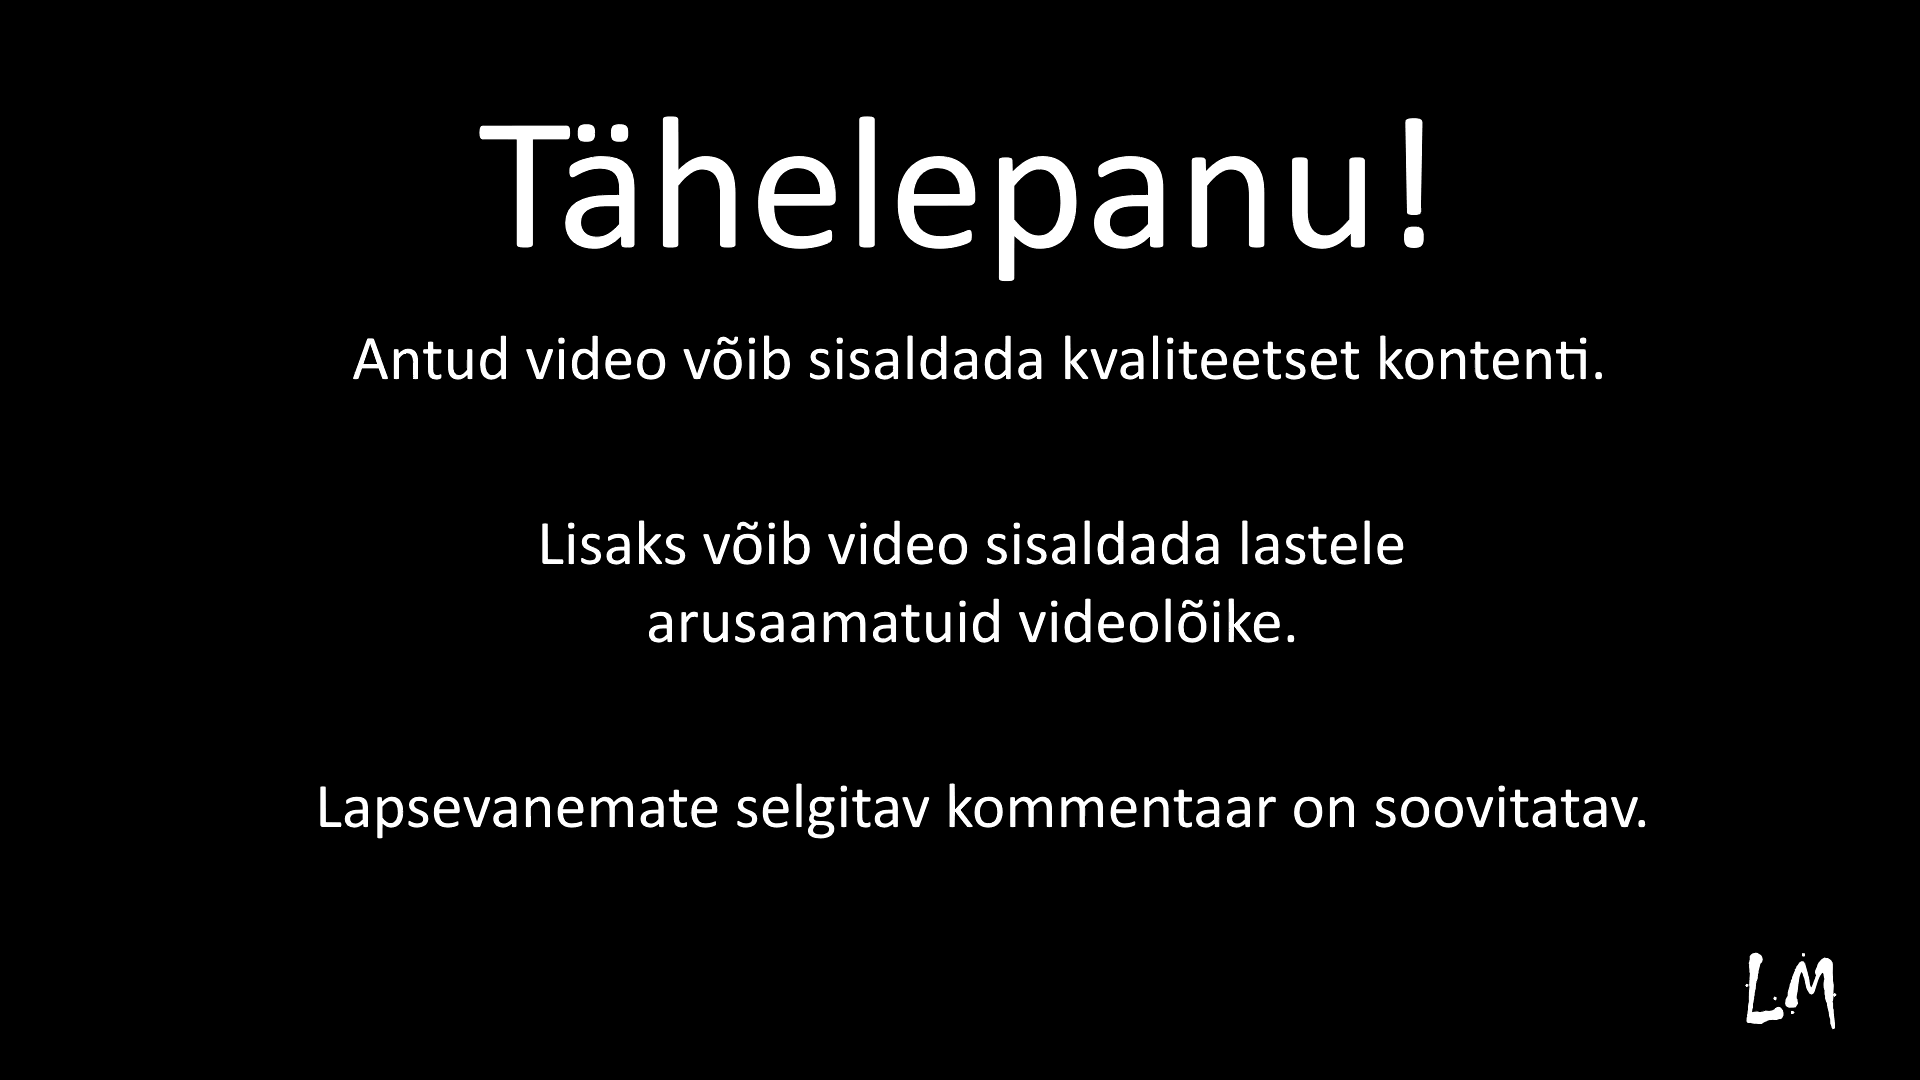 Tähelepanu!
Antud video võib sisaldada kvaliteetset kontenti.
Lisaks võib video sisaldada lastele
arusaamatuid videolõike.
Lapsevanemate selgitav kommentaar on soovitatav.
LM